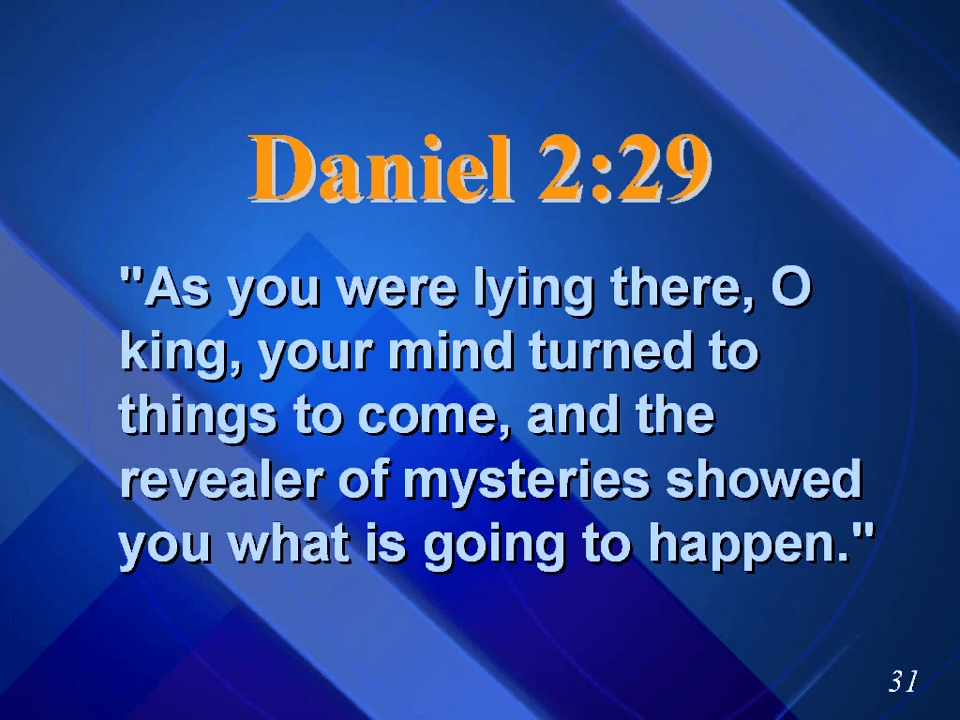 Daniel 2:29
"As you were lying there, O
king, your mind turned to
things to come, and the
revealer of mysteries showed
you what is going to happen."
31